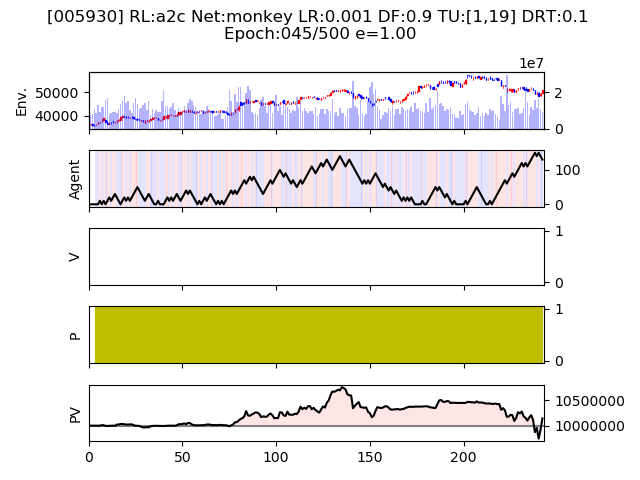 [005930] RL:a2c Net:monkey LR:0.001 DF:0.9 TU:[1,19] DRT:0.1
Epoch:045/500 e=1.00
1e7
Env.
50000
40000
2
0
Agent
100
0
V
1
0
P
1
0
PV
10500000
10000000
0 50 100 150 200